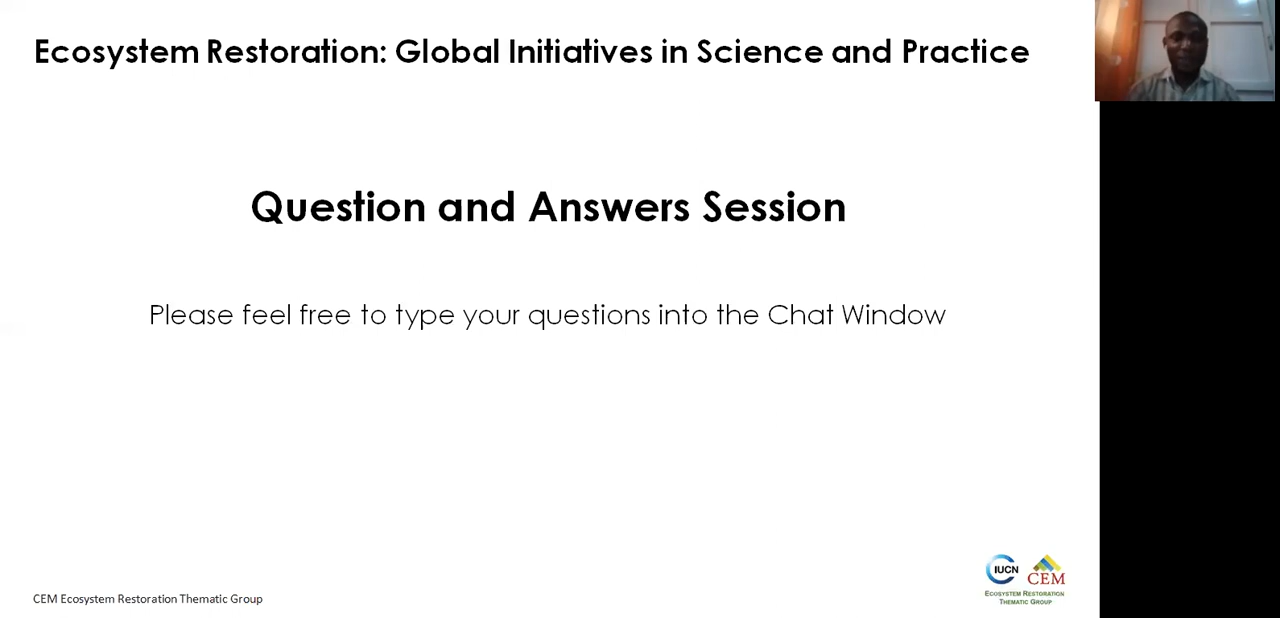 Ecosystem Restoration: Global Initiatives in Science and Practice
Question and Answers Session
Please feel free to type your questions into the Chat Window
IUCN CEM
ECOSYSTEM RESTORATION
THEMATIC GROUP
CEM Ecosystem Restoration Thematic Group